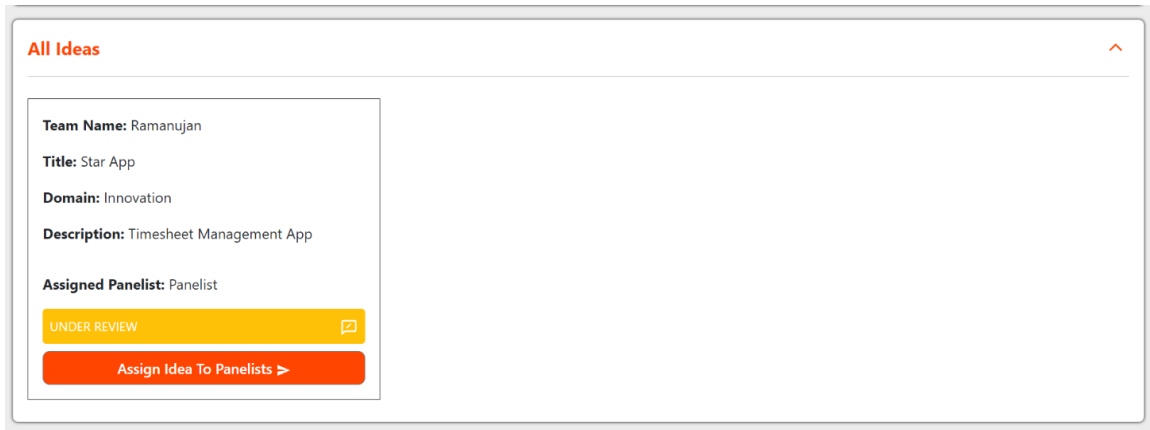 All Ideas
Team Name: Ramanujan
Title: Star App
Domain: Innovation
Description: Timesheet Management App
Assigned Panelist: Panelist
UNDER REVIEW
Assign Idea To Panelists